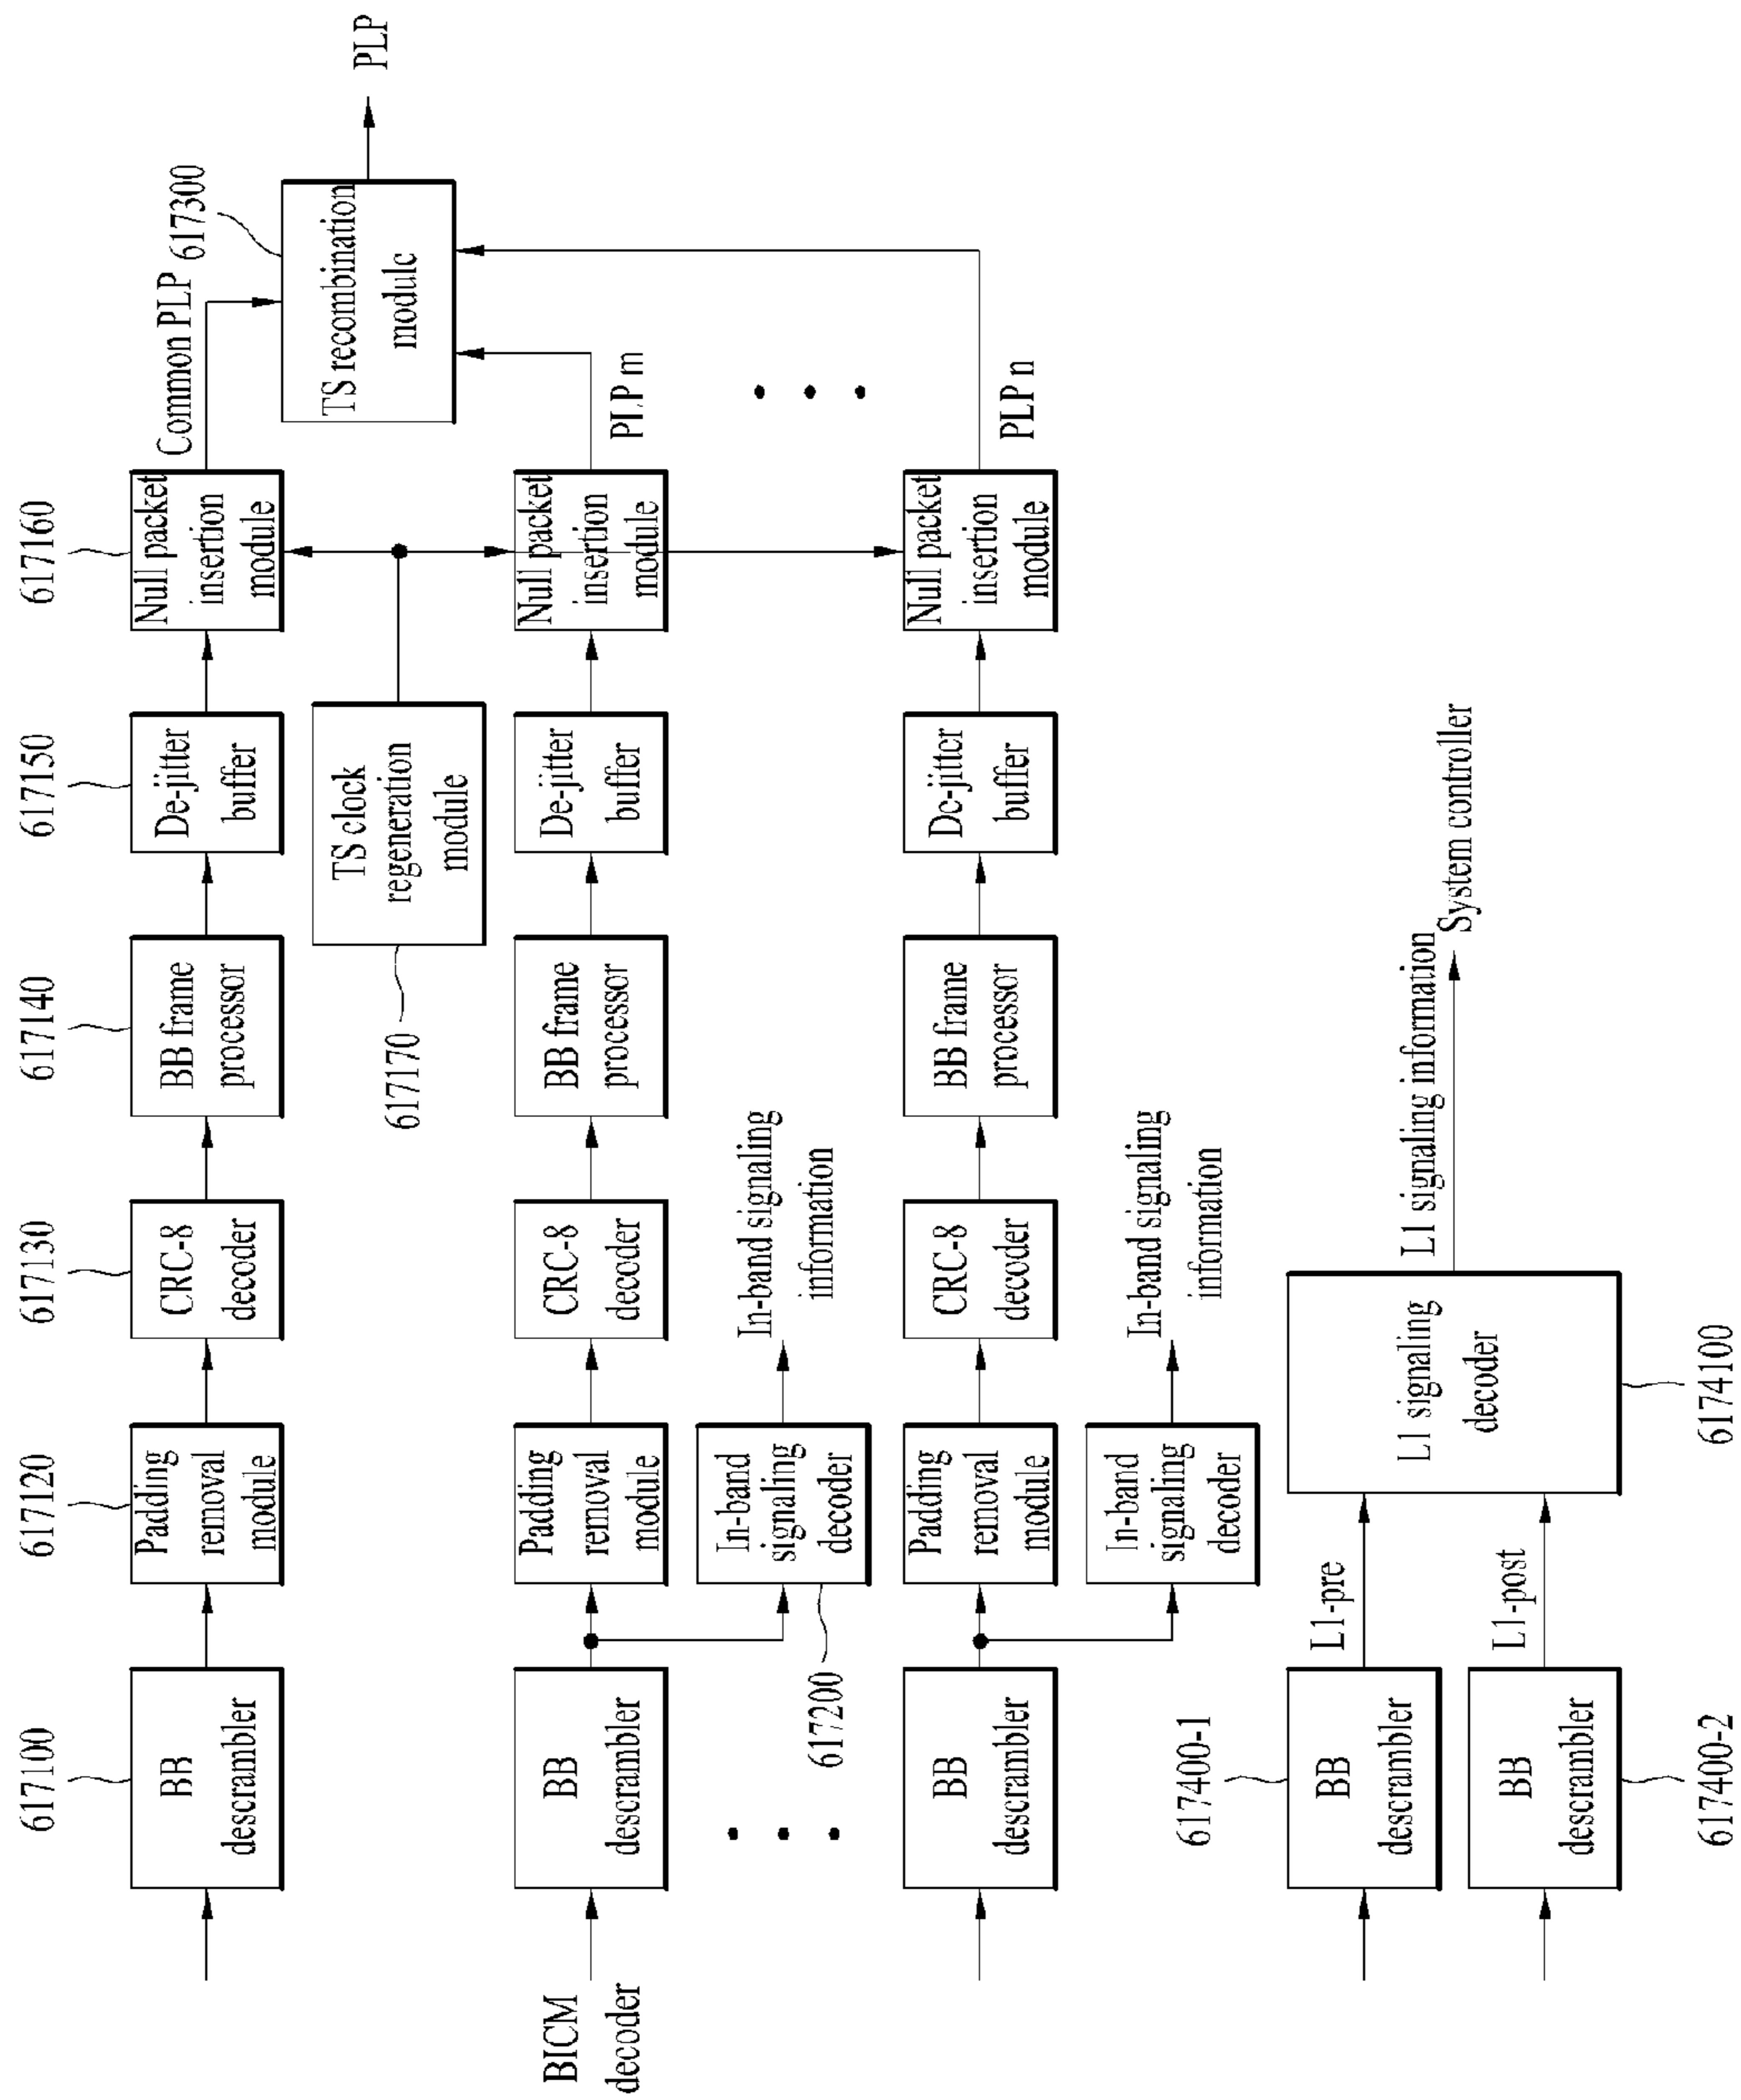 617100
617120
617130
617140
617150
617160
BB
descrambler
Padding
removal
module
CRC-8
decoder
BB frame
processor
De-jitter
buffer
Null packet
insertion
module
Common PLP
617300
617170
TS clock
regeneration
module
TS recombination
module
PLP
BICM
decoder
BB
descrambler
Padding
removal
module
CRC-8
decoder
BB frame
processor
De-jitter
buffer
Null packet
insertion
module
PLP m
617200
In-band
signaling
decoder
In-band signaling
information
BB
descrambler
Padding
removal
module
CRC-8
decoder
BB frame
processor
De-jitter
buffer
Null packet
insertion
module
PLP n
In-band
signaling
decoder
In-band signaling
information
617400-1
BB
descrambler
L1-pre
L1 signaling
decoder
L1 signaling information
System controller
BB
descrambler
L1-post
617400-2
6174100